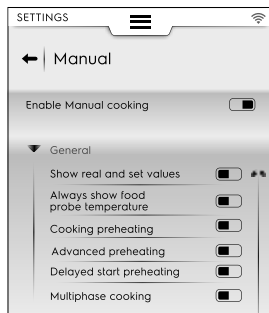 SETTINGS
Manual
Enable Manual cooking
General
Show real and set values
Always show food
probe temperature
Cooking preheating
Advanced preheating
Delayed start preheating
Multiphase cooking